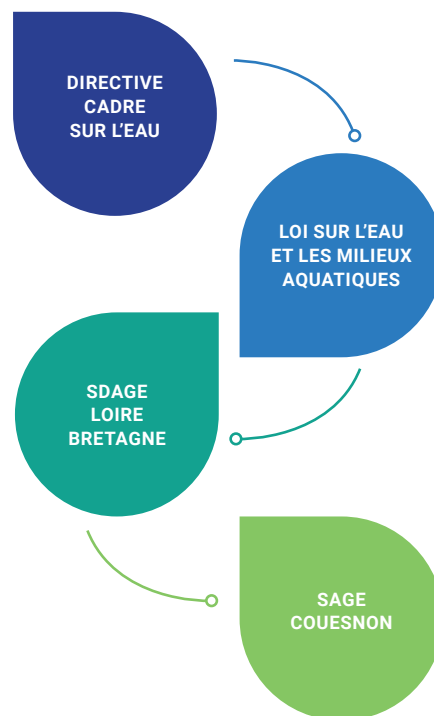 DIRECTIVE
CADRE
SUR L'EAU
LOI SUR L'EAU
ET LES MILIEUX
AQUATIQUES
SDAGE
LOIRE
BRETAGNE
SAGE
COUESNON